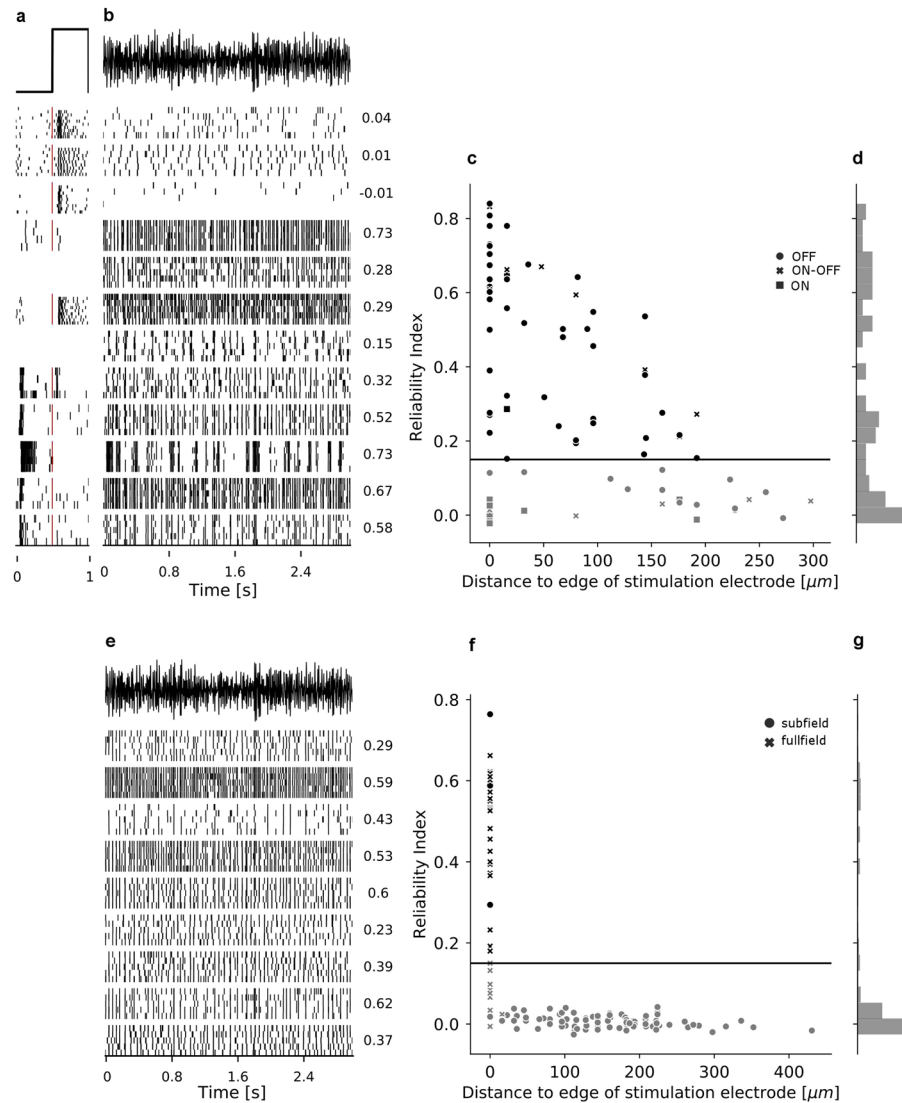 a
b
0.04
0.01
-0.01
0.73
0.28
0.29
0.15
0.32
0.52
0.73
0.67
0.58
0 1
0 0.8 1.6 2.4
Time [s]
c
0.8
0.6
0.4
0.2
0.0
Reliability Index
OFF
ON-OFF
ON
0 50 100 150 200 250 300
Distance to edge of stimulation electrode [μm]
d
e
0.29
0.59
0.43
0.53
0.6
0.23
0.39
0.62
0.37
0 0.8 1.6 2.4
Time [s]
f
0.8
0.6
0.4
0.2
0.0
Reliability Index
subfield
fullfield
0 100 200 300 400
Distance to edge of stimulation electrode [μm]
g